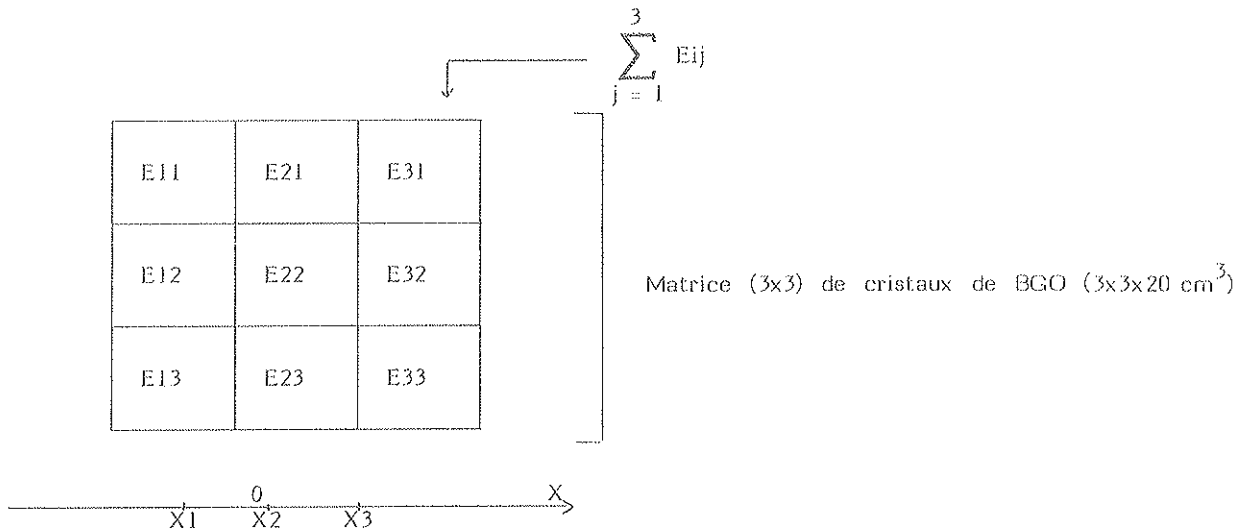 3
∑ Eij
j = 1
E11 E21 E31
E12 E22 E32
Matrice (3x3) de cristaux de BGO (3x3x20 cm³)
E13 E23 E33
0 X
X1 X2 X3